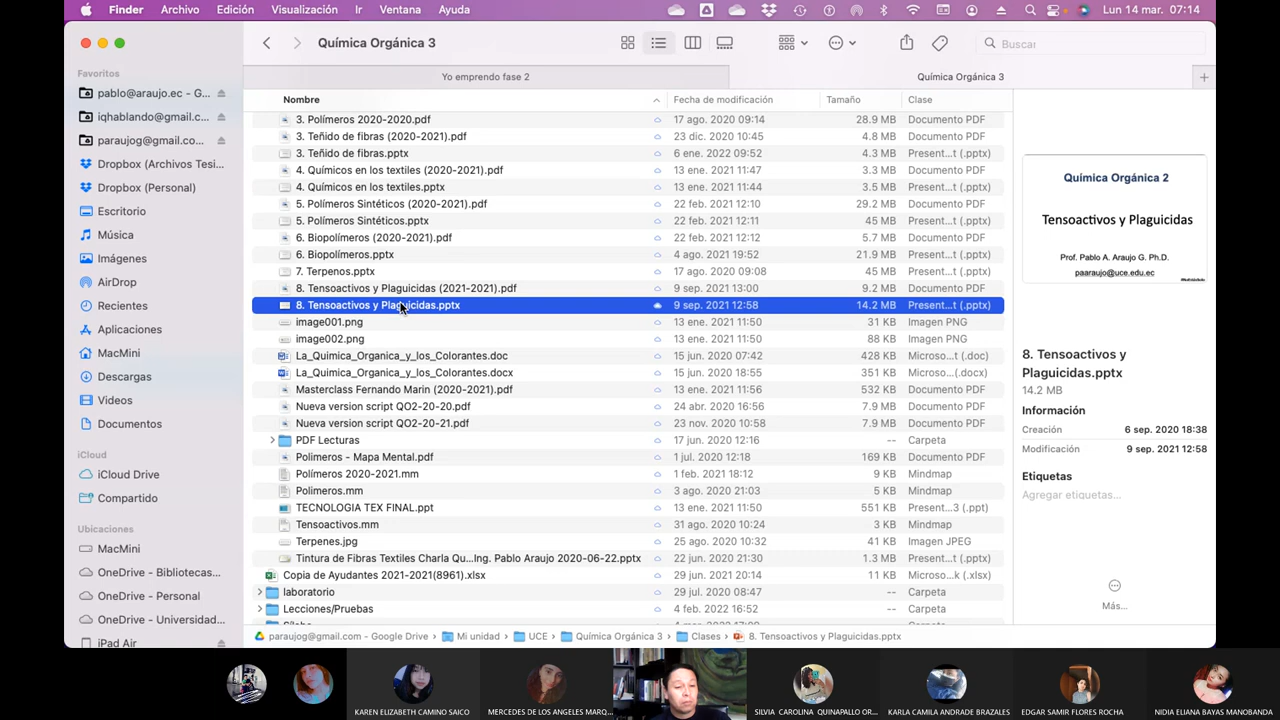 Finder Archivo Edición Visualización Ir Ventana Ayuda Lun 14 mar. 07:14
Química Orgánica 3
Buscar
Yo emprendo fase 2 Química Orgánica 3
Favoritos
pablo@araujo.ec - G...
iqhablando@gmail.c...
paraujog@gmail.co...
Dropbox (Archivos Tesi...
Dropbox (Personal)
Escritorio
Música
Imágenes
AirDrop
Recientes
Aplicaciones
MacMini
Descargas
Videos
Documentos
iCloud
iCloud Drive
Compartido
Ubicaciones
MacMini
OneDrive - Bibliotecas...
OneDrive - Personal
OneDrive - Universidad...
iPad Air
Nombre Fecha de modificación Tamaño Clase
3. Polímeros 2020-2020.pdf 17 ago. 2020 09:14 28.9 MB Documento PDF
3. Teñido de fibras (2020-2021).pdf 23 dic. 2020 10:45 4.8 MB Documento PDF
3. Teñido de fibras.pptx 6 ene. 2022 09:52 4.3 MB Present...t (.pptx)
4. Químicos en los textiles (2020-2021).pdf 13 ene. 2021 11:47 3.3 MB Documento PDF
4. Químicos en los textiles.pptx 13 ene. 2021 11:44 3.5 MB Present...t (.pptx)
5. Polímeros Sintéticos (2020-2021).pdf 22 feb. 2021 12:10 29.2 MB Documento PDF
5. Polímeros Sintéticos.pptx 22 feb. 2021 12:11 45 MB Present...t (.pptx)
6. Biopolímeros (2020-2021).pdf 22 feb. 2021 12:12 5.7 MB Documento PDF
6. Biopolímeros.pptx 4 ago. 2021 19:52 21.9 MB Present...t (.pptx)
7. Terpenos.pptx 17 ago. 2020 09:08 45 MB Present...t (.pptx)
8. Tensoactivos y Plaguicidas (2021-2021).pdf 9 sep. 2021 13:00 9.2 MB Documento PDF
8. Tensoactivos y Plaguicidas.pptx 9 sep. 2021 12:58 14.2 MB Present...t (.pptx)
image001.png 13 ene. 2021 11:50 31 KB Imagen PNG
image002.png 13 ene. 2021 11:50 88 KB Imagen PNG
La_Quimica_Organica_y_los_Colorantes.doc 15 jun. 2020 07:42 428 KB Microso...t (.doc)
La_Quimica_Organica_y_los_Colorantes.docx 15 jun. 2020 18:55 351 KB Microso...(.docx)
Masterclass Fernando Marin (2020-2021).pdf 13 ene. 2021 11:56 532 KB Documento PDF
Nueva version script QO2-20-20.pdf 24 abr. 2020 16:56 7.9 MB Documento PDF
Nueva version script QO2-20-21.pdf 23 nov. 2020 10:58 7.9 MB Documento PDF
PDF Lecturas 17 jun. 2020 12:16 -- Carpeta
Polimeros - Mapa Mental.pdf 1 jul. 2020 12:18 169 KB Documento PDF
Polímeros 2020-2021.mm 1 feb. 2021 18:12 9 KB Mindmap
Polimeros.mm 3 ago. 2020 21:03 5 KB Mindmap
TECNOLOGIA TEX FINAL.ppt 13 ene. 2021 11:50 551 KB Present...3 (.ppt)
Tensoactivos.mm 31 ago. 2020 10:24 3 KB Mindmap
Terpenes.jpg 25 ago. 2020 10:32 41 KB Imagen JPEG
Tintura de Fibras Textiles Charla Qu...Ing. Pablo Araujo 2020-06-22.pptx 22 jun. 2020 21:30 1.3 MB Present...t (.pptx)
Copia de Ayudantes 2021-2021(8961).xlsx 29 jun. 2021 20:14 11 KB Microso...k (.xlsx)
laboratorio 29 jul. 2020 08:47 -- Carpeta
Lecciones/Pruebas 4 feb. 2022 16:52 -- Carpeta
paraujog@gmail.com - Google Drive Mi unidad UCE Química Orgánica 3 Clases 8. Tensoactivos y Plaguicidas.pptx
Química Orgánica 2
Tensoactivos y Plaguicidas
Prof. Pablo A. Araujo G. Ph.D.
paaraujo@uce.edu.ec
8. Tensoactivos y
Plaguicidas.pptx
14.2 MB
Información
Creación 6 sep. 2020 18:38
Modificación 9 sep. 2021 12:58
Etiquetas
Agregar etiquetas...
Más...
KAREN ELIZABETH CAMINO SAICO MERCEDES DE LOS ANGELES MARQ... SILVIA CAROLINA QUINAPALLO OR... KARLA CAMILA ANDRADE BRAZALES EDGAR SAMIR FLORES ROCHA NIDIA ELIANA BAYAS MANOBANDA